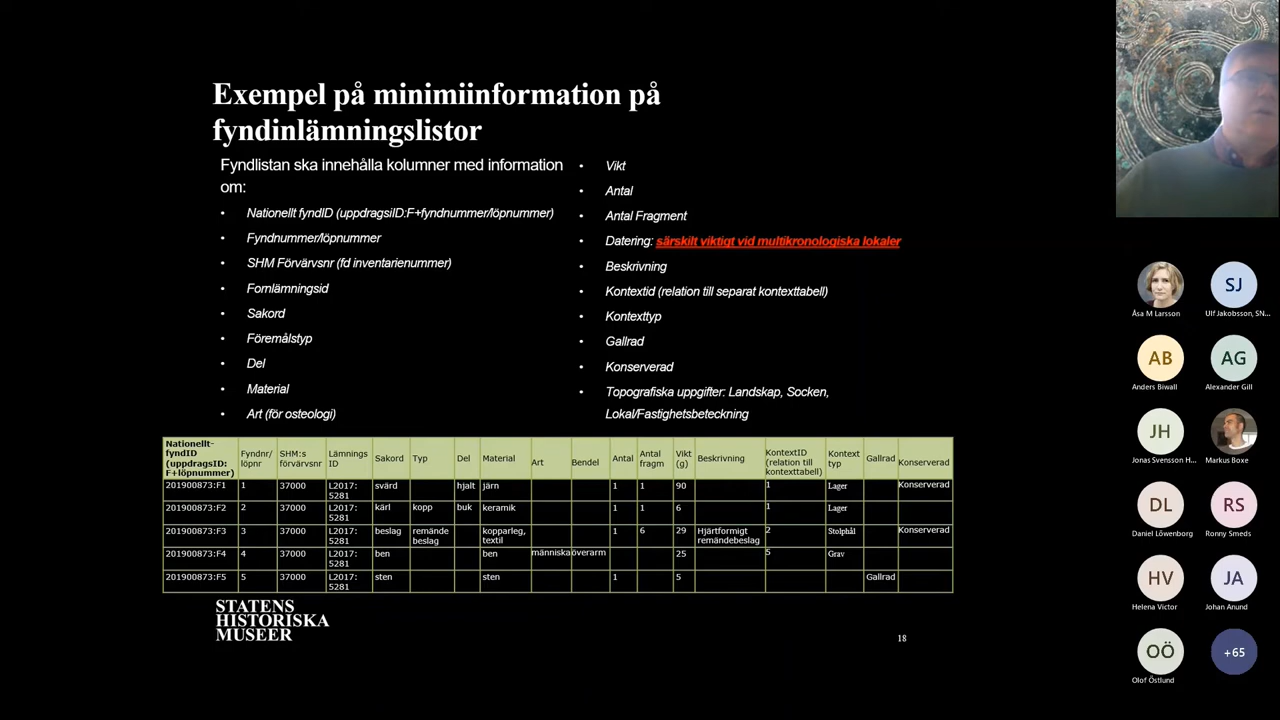 Exempel på minimiinformation på
fyndinlämningslistor
Fyndlistan ska innehålla kolumner med information
om:
• Nationellt fyndID (uppdragsiID:F+fyndnummer/löpnummer)
• Fyndnummer/löpnummer
• SHM Förvärvsnr (fd inventarienummer)
• Fornlämningsid
• Sakord
• Föremålstyp
• Del
• Material
• Art (för osteologi)
• Vikt
• Antal
• Antal Fragment
• Datering: särskilt viktigt vid multikronologiska lokaler
• Beskrivning
• Kontextid (relation till separat kontexttabell)
• Kontexttyp
• Gallrad
• Konserverad
• Topografiska uppgifter: Landskap, Socken,
Lokal/Fastighetsbeteckning
Nationellt-
fyndID
(uppdragsID:
F+löpnummer)
Fyndnr/
löpnr
SHM:s
förvärvsnr
Lämnings
ID
Sakord
Typ
Del
Material
Art
Bendel
Antal
Antal
fragm
Vikt
(g)
Beskrivning
KontextID
(relation till
kontexttabell)
Kontext
typ
Gallrad
Konserverad
201900873:F1 1 37000 L2017: svärd hjalt järn 1 1 90 1 Lager Konserverad
5281
201900873:F2 2 37000 L2017: kärl kopp buk keramik 1 1 6 1 Lager
5281
201900873:F3 3 37000 L2017: beslag remände kopparleg, 1 6 29 Hjärtformigt 2 Stolphål Konserverad
5281 beslag textil remändebeslag
201900873:F4 4 37000 L2017: ben ben människa överarm 25 5 Grav
5281
201900873:F5 5 37000 L2017: sten sten 1 5 Gallrad
5281
STATENS
HISTORISKA
MUSEER
18
Åsa M Larsson
SJ
Ulf Jakobsson, SN...
AB
Anders Biwall
AG
Alexander Gill
JH
Jonas Svensson H...
Markus Boxe
DL
Daniel Löwenborg
RS
Ronny Smeds
HV
Helena Victor
JA
Johan Anund
OÖ
Olof Östlund
+65